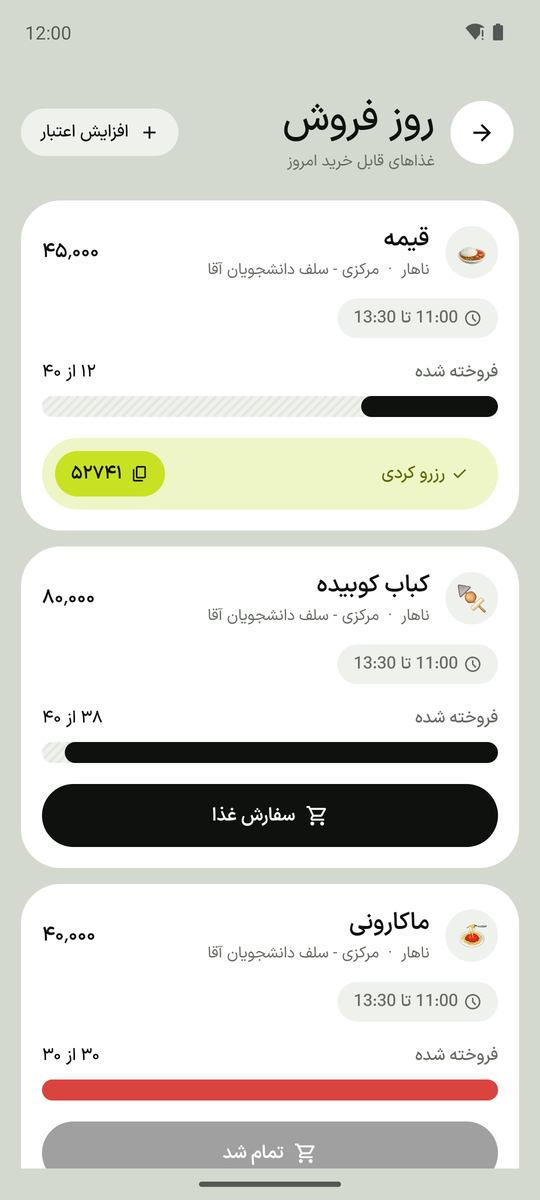 12:00
روز فروش
غذاهای قابل خرید امروز
افزایش اعتبار
قیمه
ناهار · مرکزی - سلف دانشجویان آقا
۴۵٬۰۰۰
11:00 تا 13:30
فروخته شده
۱۲ از ۴۰
رزرو کردی
۵۲۷۴۱
کباب کوبیده
ناهار · مرکزی - سلف دانشجویان آقا
۸۰٬۰۰۰
11:00 تا 13:30
فروخته شده
۳۸ از ۴۰
سفارش غذا
ماکارونی
ناهار · مرکزی - سلف دانشجویان آقا
۴۰٬۰۰۰
11:00 تا 13:30
فروخته شده
۳۰ از ۳۰
تمام شد